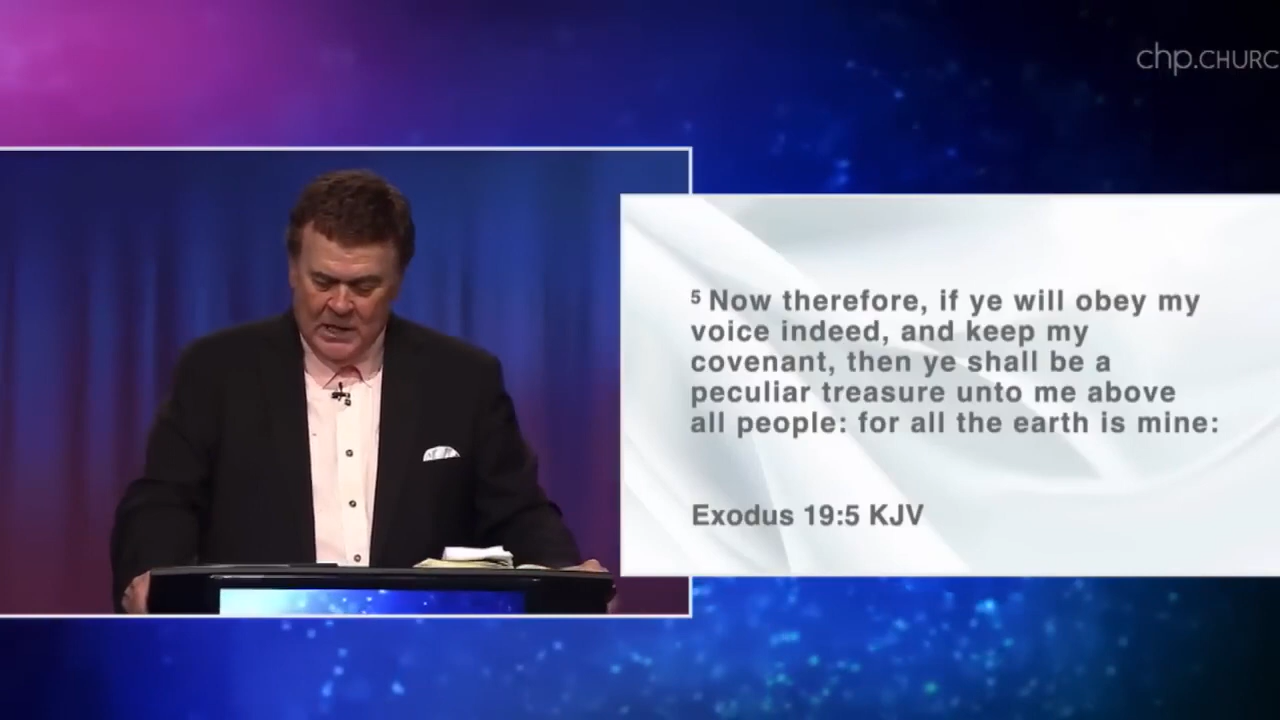 chp.CHURC
5 Now therefore, if ye will obey my
voice indeed, and keep my
covenant, then ye shall be a
peculiar treasure unto me above
all people: for all the earth is mine:
Exodus 19:5 KJV